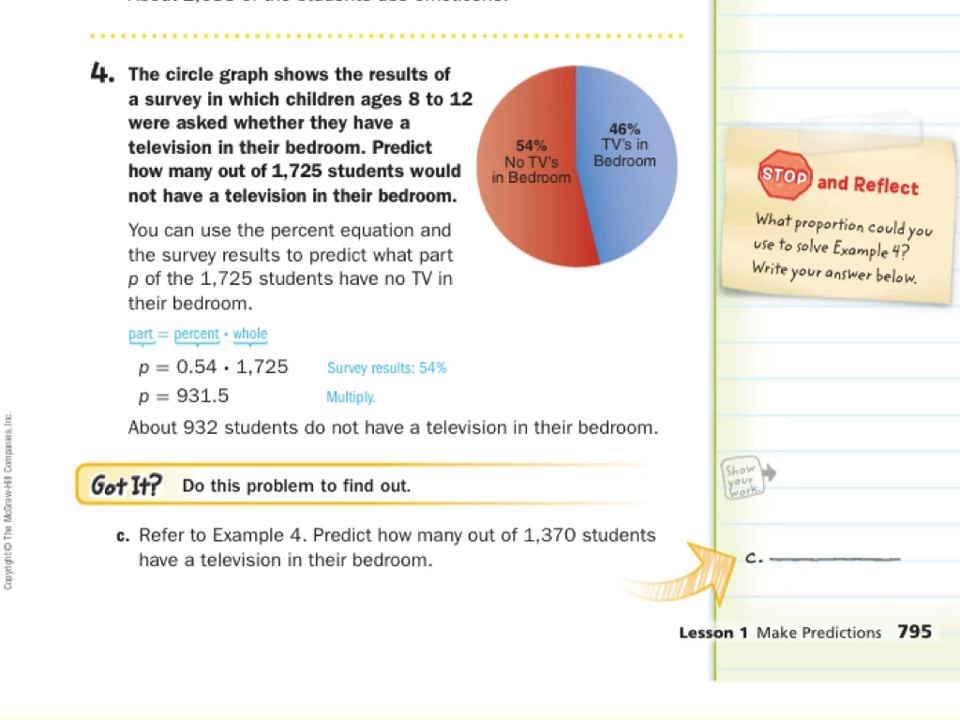 4. The circle graph shows the results of
a survey in which children ages 8 to 12
were asked whether they have a
television in their bedroom. Predict
how many out of 1,725 students would
not have a television in their bedroom.
54%
No TV's
in Bedroom
46%
TV's in
Bedroom
You can use the percent equation and
the survey results to predict what part
p of the 1,725 students have no TV in
their bedroom.
part = percent • whole
p = 0.54 • 1,725 Survey results: 54%
p = 931.5 Multiply.
About 932 students do not have a television in their bedroom.
STOP and Reflect
What proportion could you
use to solve Example 4?
Write your answer below.
Got It? Do this problem to find out.
Show
your
work.
c. Refer to Example 4. Predict how many out of 1,370 students
have a television in their bedroom.
c. ____________
Lesson 1 Make Predictions 795
Copyright © The McGraw-Hill Companies, Inc.